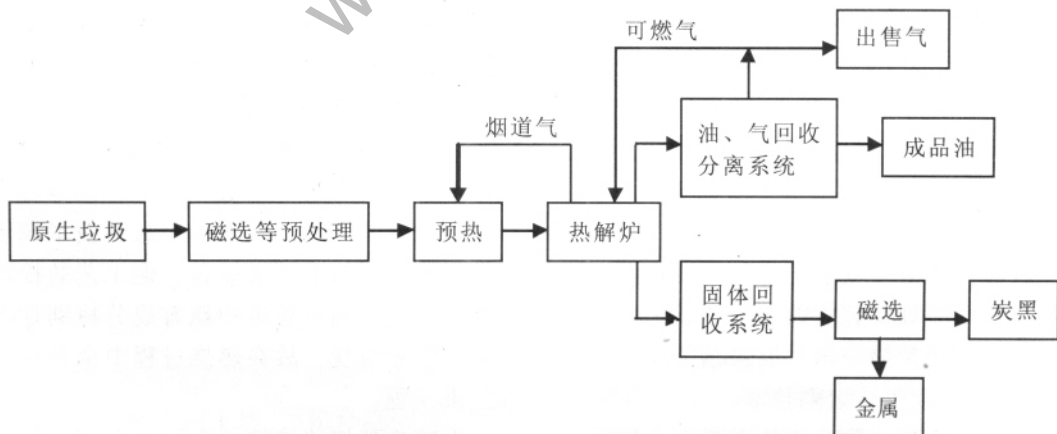 可燃气
出售气
烟道气
油、气回收
分离系统
成品油
原生垃圾
磁选等预处理
预热
热解炉
固体回
收系统
磁选
炭黑
金属